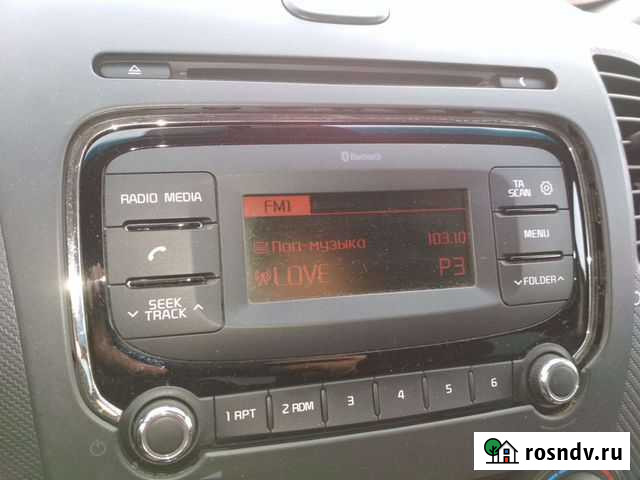 Bluetooth
RADIO MEDIA
TA
SCAN
FM1
Поп-музыка 103.10
MENU
LOVE P3
SEEK
TRACK
FOLDER
1 RPT 2 RDM 3 4 5 6
rosndv.ru